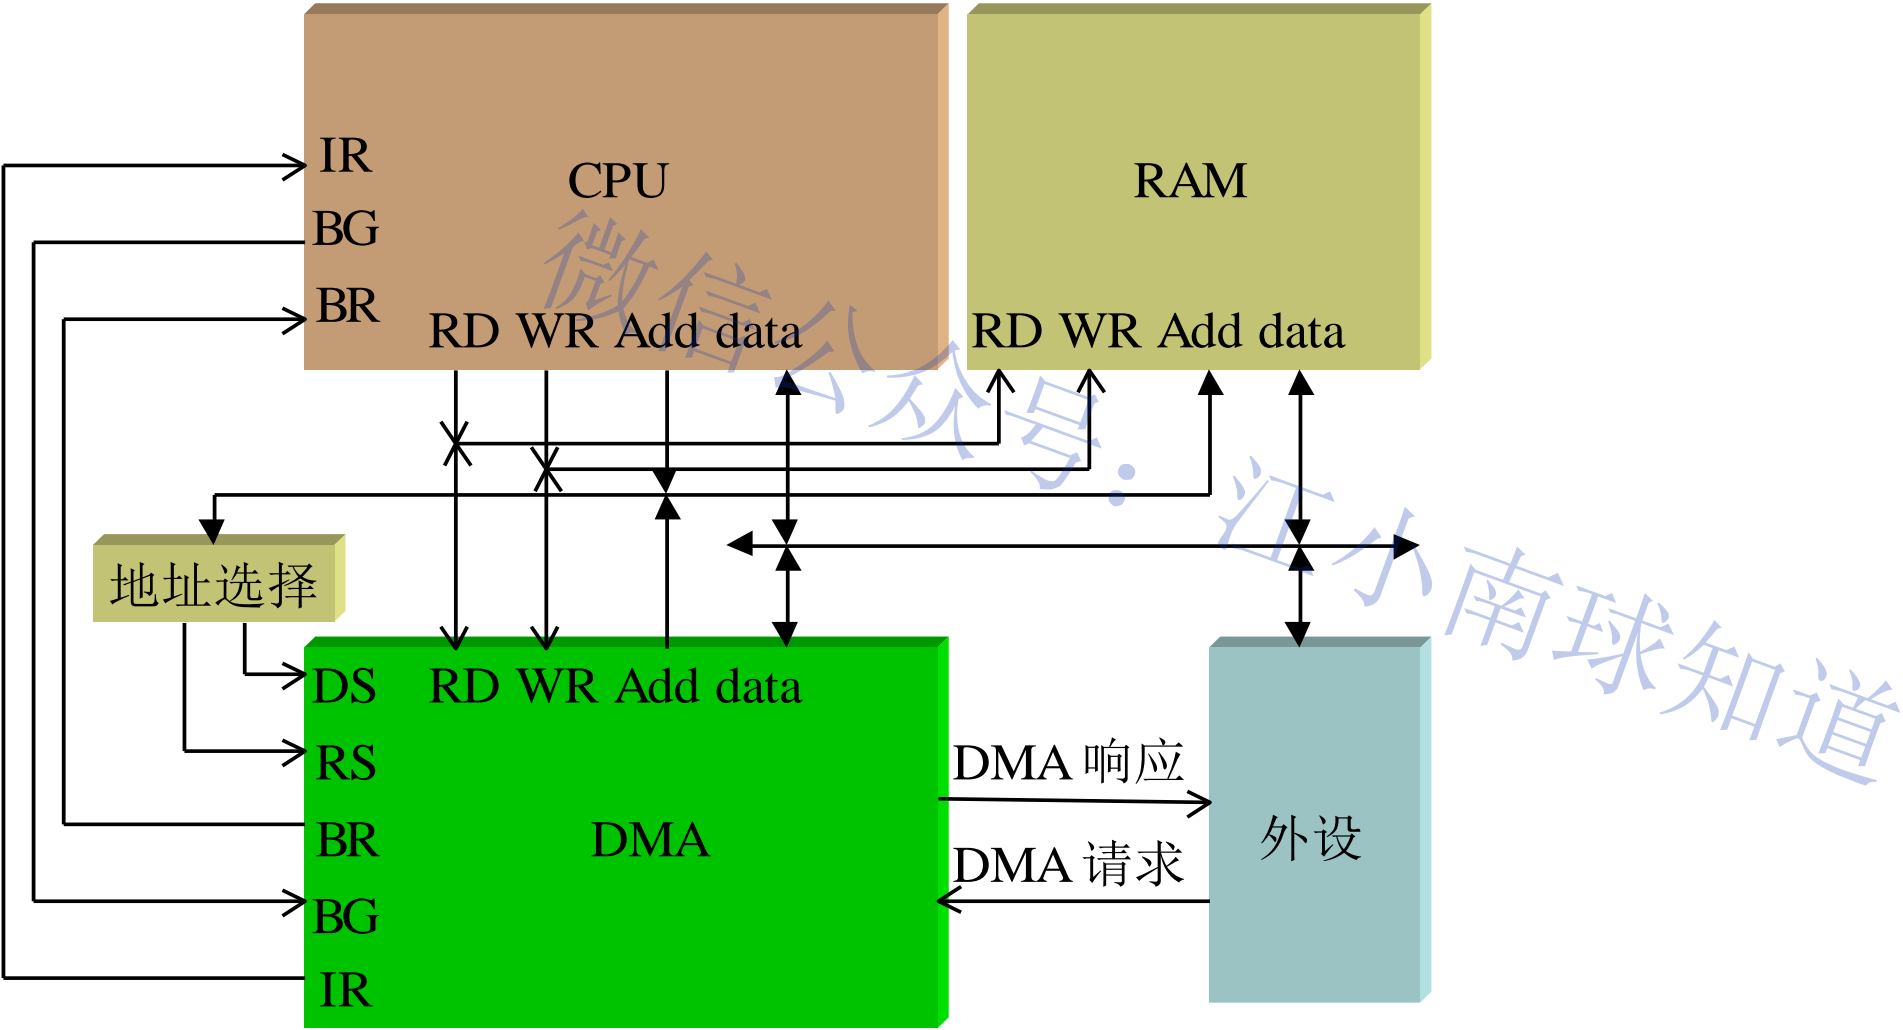 IR
CPU
RAM
BG
BR
RD WR Add data
RD WR Add data
微信公众号：江小南球知道
地址选择
DS RD WR Add data
RS
DMA 响应
BR
DMA
外设
DMA 请求
BG
IR